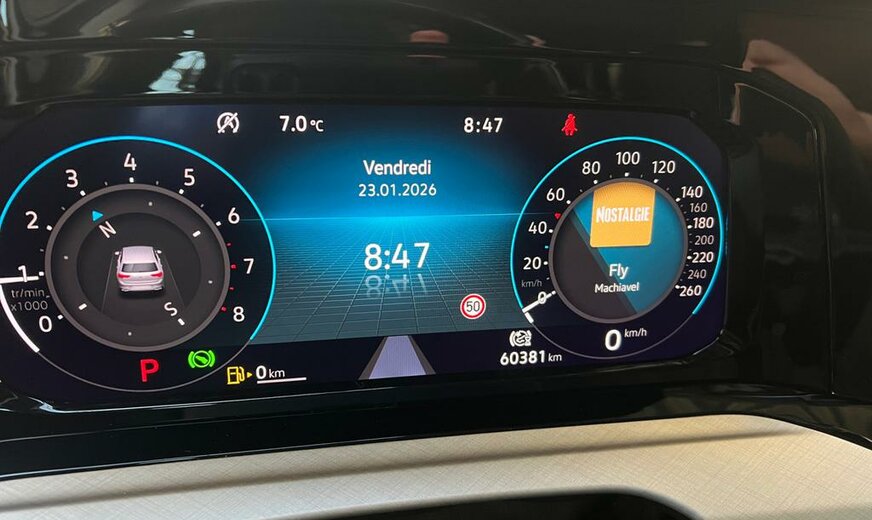 7.0 °C
8:47
Vendredi
23.01.2026
8:47
50
0
1
2
3
4
5
6
7
8
tr/min
x1000
N
S
P
0 km
60381 km
0
20
40
60
80
100
120
140
160
180
200
220
240
260
km/h
NOSTALGIE
Fly
Machiavel
0 km/h